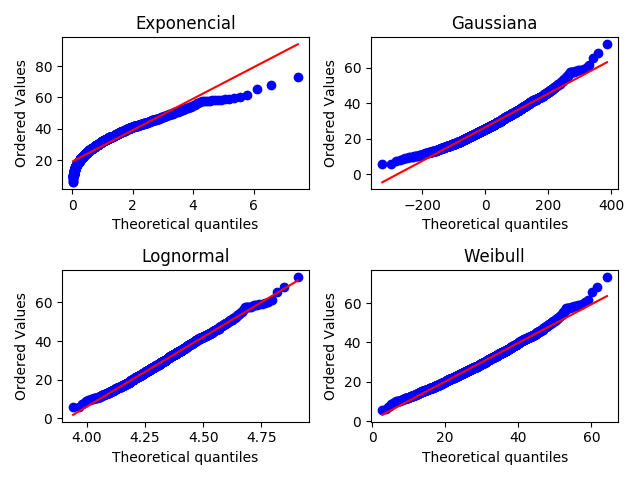 Exponencial
Ordered Values
80
60
40
20
0
2
4
6
Theoretical quantiles
Gaussiana
Ordered Values
60
40
20
0
−200
0
200
400
Theoretical quantiles
Lognormal
Ordered Values
60
40
20
0
4.00
4.25
4.50
4.75
Theoretical quantiles
Weibull
Ordered Values
60
40
20
0
0
20
40
60
Theoretical quantiles